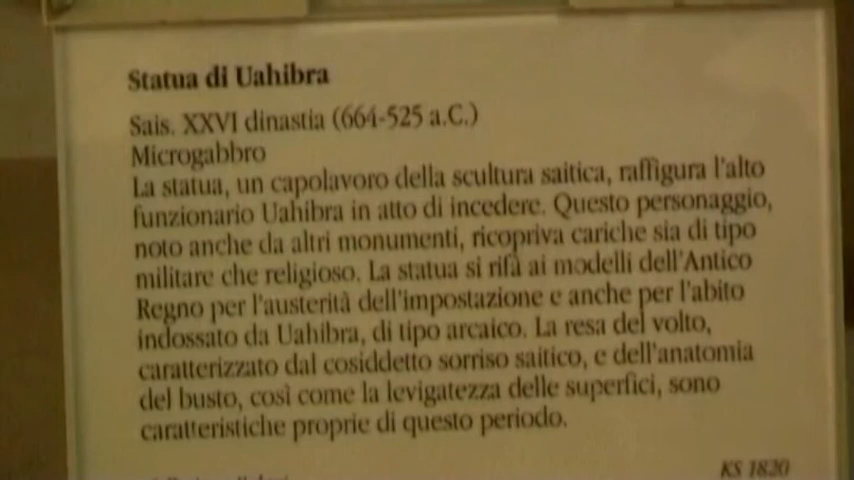 Statua di Uahibra
Sais. XXVI dinastia (664-525 a.C.)
Microgabbro
La statua, un capolavoro della scultura saitica, raffigura l'alto
funzionario Uahibra in atto di incedere. Questo personaggio,
noto anche da altri monumenti, ricopriva cariche sia di tipo
militare che religioso. La statua si rifà ai modelli dell'Antico
Regno per l'austerità dell'impostazione e anche per l'abito
indossato da Uahibra, di tipo arcaico. La resa del volto,
caratterizzato dal cosiddetto sorriso saitico, e dell'anatomia
del busto, così come la levigatezza delle superfici, sono
caratteristiche proprie di questo periodo.
KS 1820